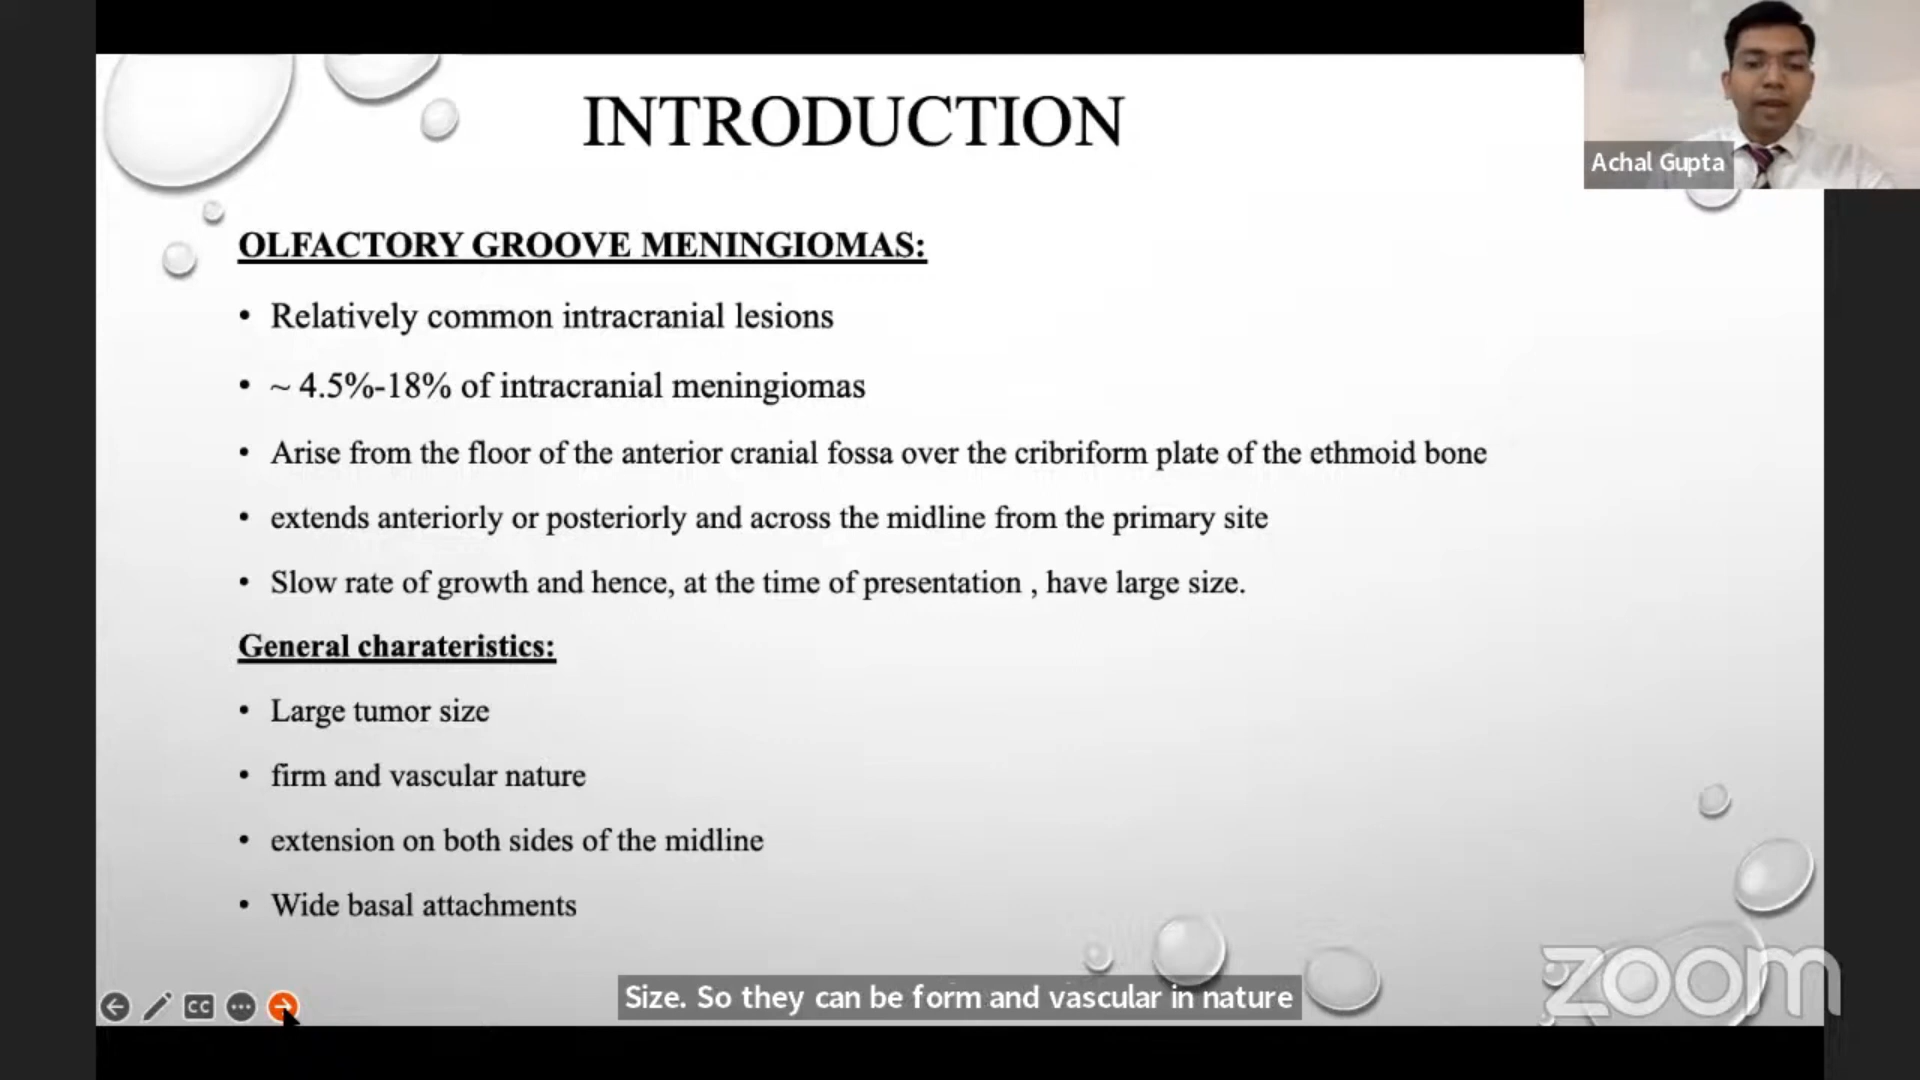 INTRODUCTION
Achal Gupta
OLFACTORY GROOVE MENINGIOMAS:
• Relatively common intracranial lesions
• ~ 4.5%-18% of intracranial meningiomas
• Arise from the floor of the anterior cranial fossa over the cribriform plate of the ethmoid bone
• extends anteriorly or posteriorly and across the midline from the primary site
• Slow rate of growth and hence, at the time of presentation , have large size.
General charateristics:
• Large tumor size
• firm and vascular nature
• extension on both sides of the midline
• Wide basal attachments
CC
Size. So they can be form and vascular in nature
zoom